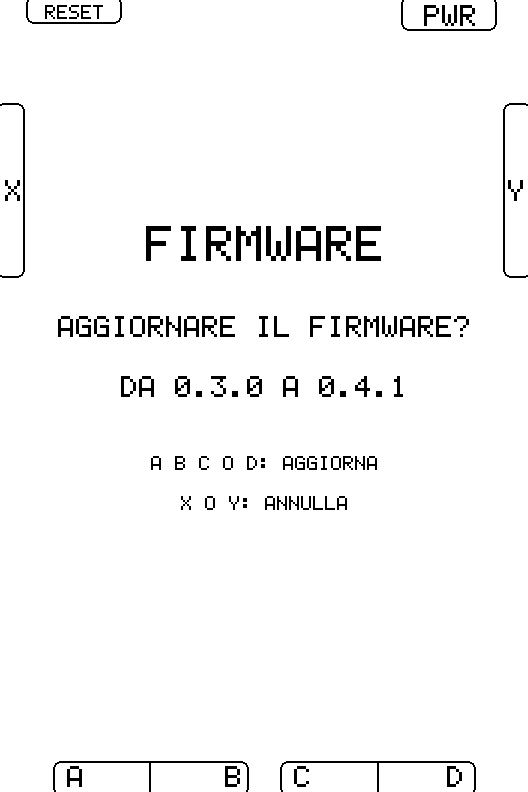 RESET
PWR
X
Y
FIRMWARE
AGGIORNARE IL FIRMWARE?
DA 0.3.0 A 0.4.1
A B C O D: AGGIORNA
X O Y: ANNULLA
A B C D